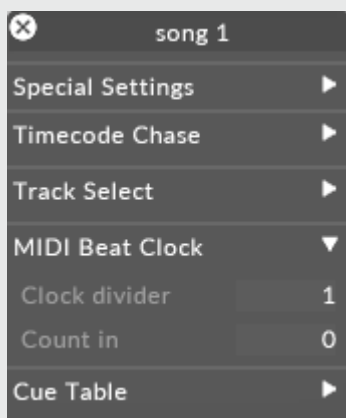 song 1
Special Settings
Timecode Chase
Track Select
MIDI Beat Clock
Clock divider 1
Count in 0
Cue Table